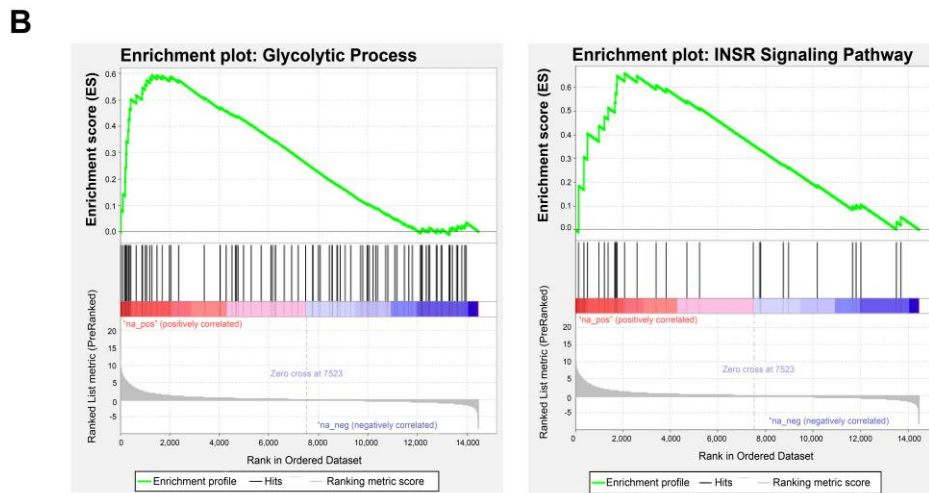 B
Enrichment plot: Glycolytic Process
Enrichment score (ES)
0.6
0.5
0.4
0.3
0.2
0.1
0.0
"na_pos" (positively correlated)
Ranked List metric (PreRanked)
20
15
10
5
0
-5
Zero cross at 7523
"na_neg (negatively correlated)
0 2,000 4,000 6,000 8,000 10,000 12,000 14,000
Rank in Ordered Dataset
Enrichment profile Hits Ranking metric score
Enrichment plot: INSR Signaling Pathway
Enrichment score (ES)
0.6
0.5
0.4
0.3
0.2
0.1
0.0
"na_pos" (positively correlated)
Ranked List metric (PreRanked)
20
15
10
5
0
-5
Zero cross at 7523
"na_neg (negatively correlated)
0 2,000 4,000 6,000 8,000 10,000 12,000 14,000
Rank in Ordered Dataset
Enrichment profile Hits Ranking metric score